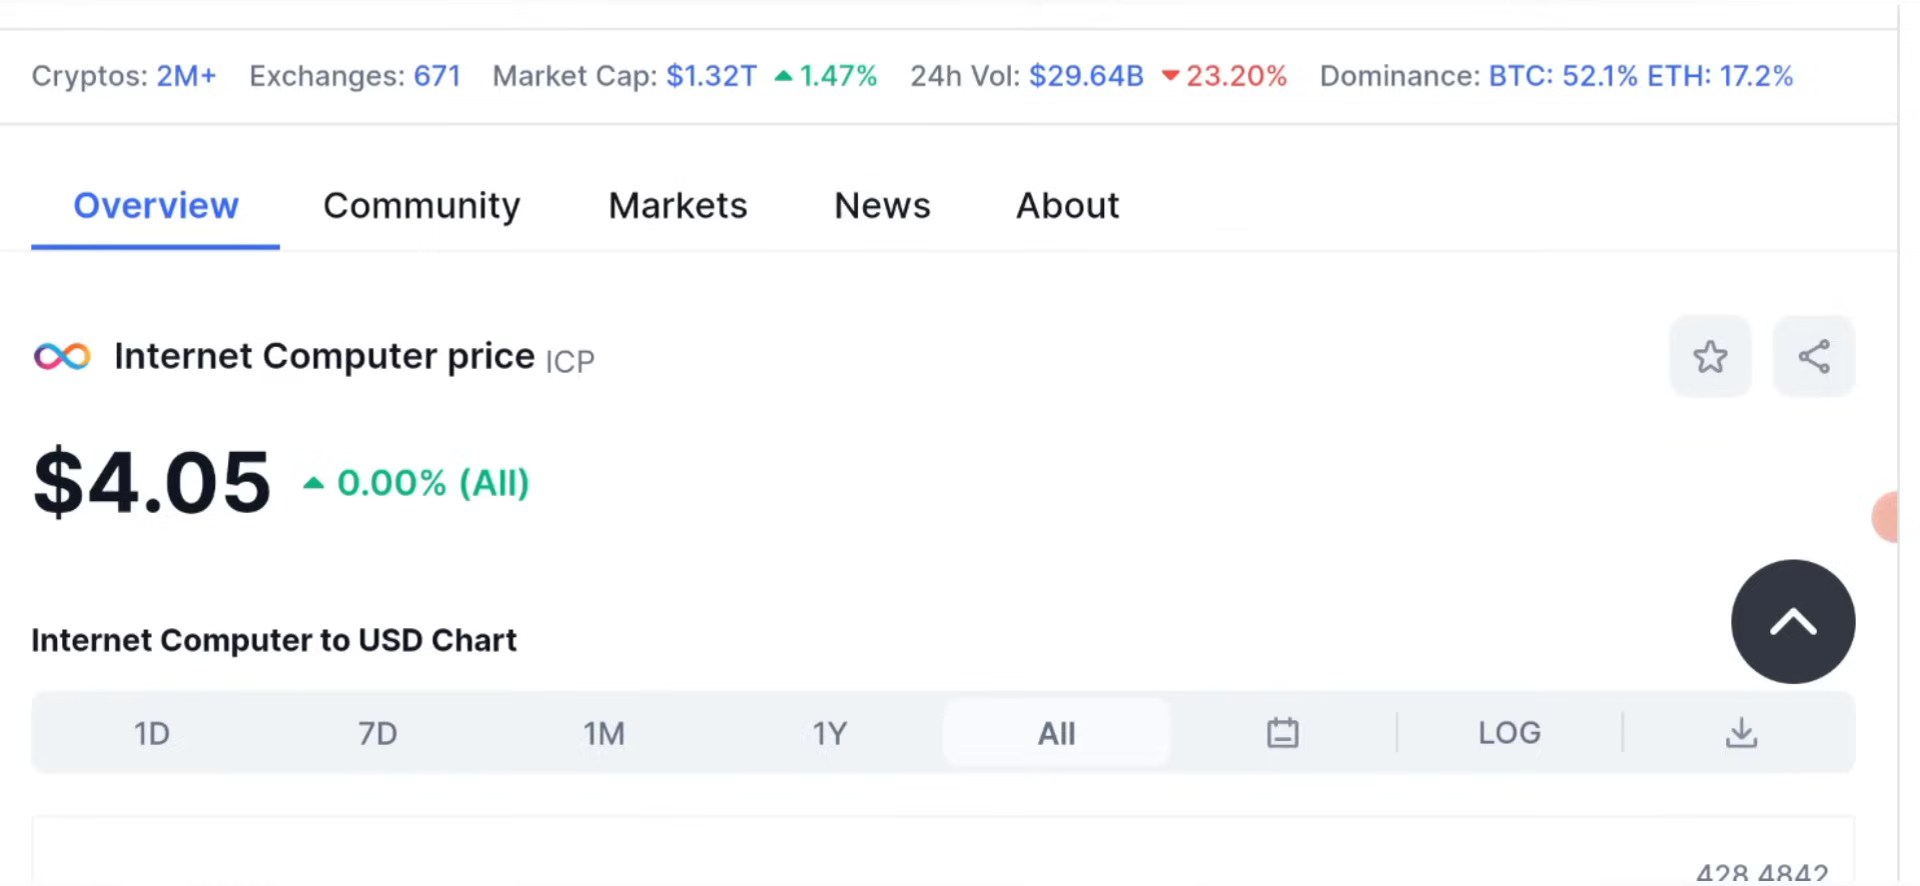 Cryptos: 2M+ Exchanges: 671 Market Cap: $1.32T 1.47% 24h Vol: $29.64B 23.20% Dominance: BTC: 52.1% ETH: 17.2%
Overview Community Markets News About
Internet Computer price ICP
$4.05 0.00% (All)
Internet Computer to USD Chart
1D 7D 1M 1Y All LOG
428.4842